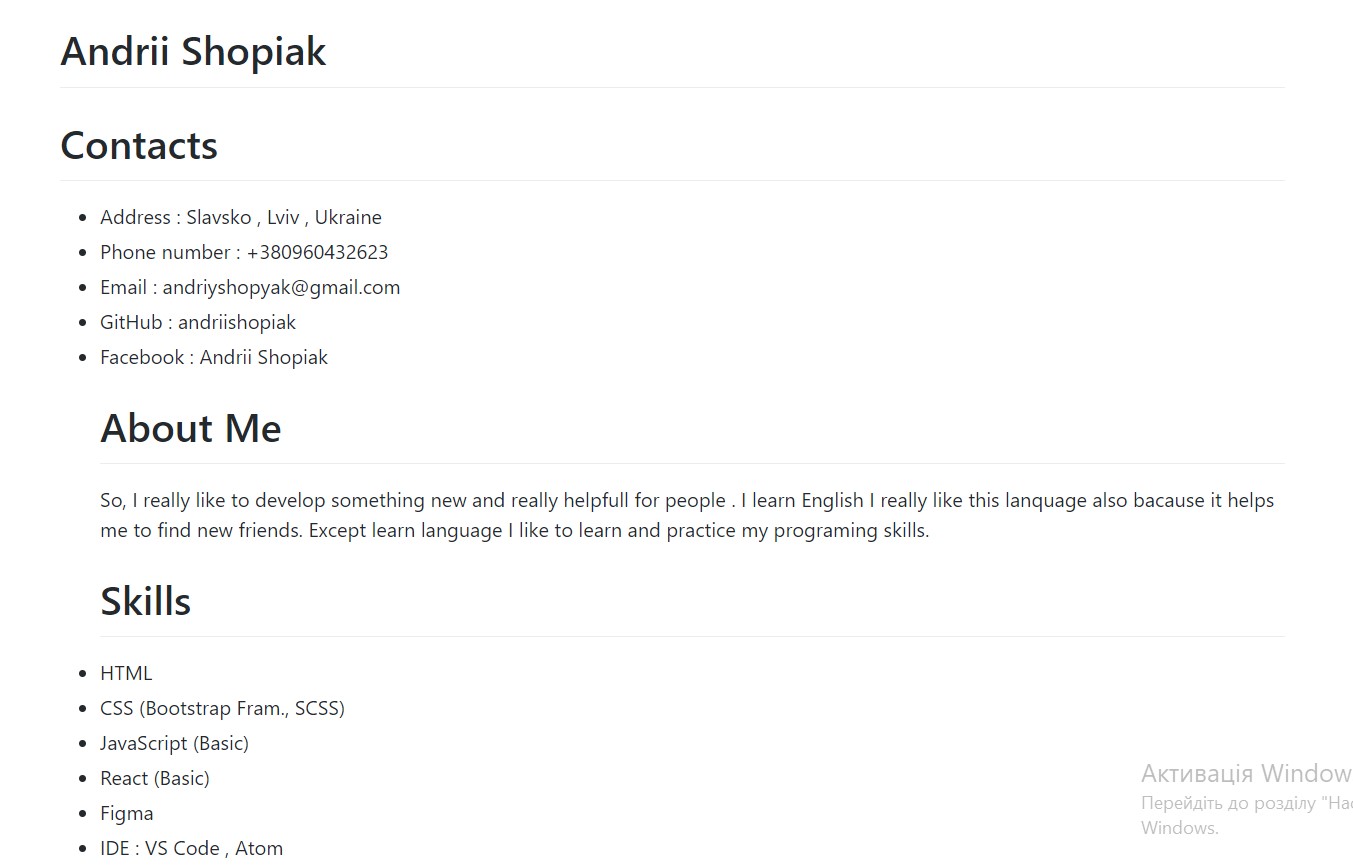 Andrii Shopiak
Contacts
Address : Slavsko , Lviv , Ukraine
Phone number : +380960432623
Email : andriyshopyak@gmail.com
GitHub : andriishopiak
Facebook : Andrii Shopiak
About Me
So, I really like to develop something new and really helpfull for people . I learn English I really like this lanquage also bacause it helps
me to find new friends. Except learn language I like to learn and practice my programing skills.
Skills
HTML
CSS (Bootstrap Fram., SCSS)
JavaScript (Basic)
React (Basic)
Figma
IDE : VS Code , Atom
Активація Window
Перейдіть до розділу "Нас
Windows.